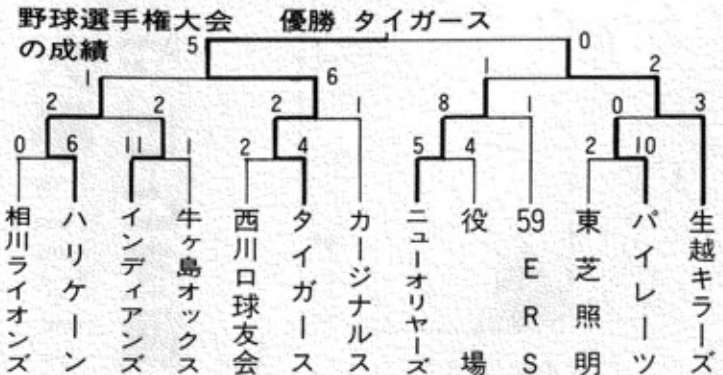 野球選手権大会 優勝 タイガース
の成績
5 0
1 6 1 2
2 2 2 1 8 1 0 3
0 6 11 1 2 4 5 4 2 10
相川ライオンズ
ハリケーン
インディアンズ
牛ヶ島オックス
西川口球友会
タイガース
カージナルス
ニューオリヤーズ
役場
59ERS
東芝照明
パイレーツ
生越キラーズ